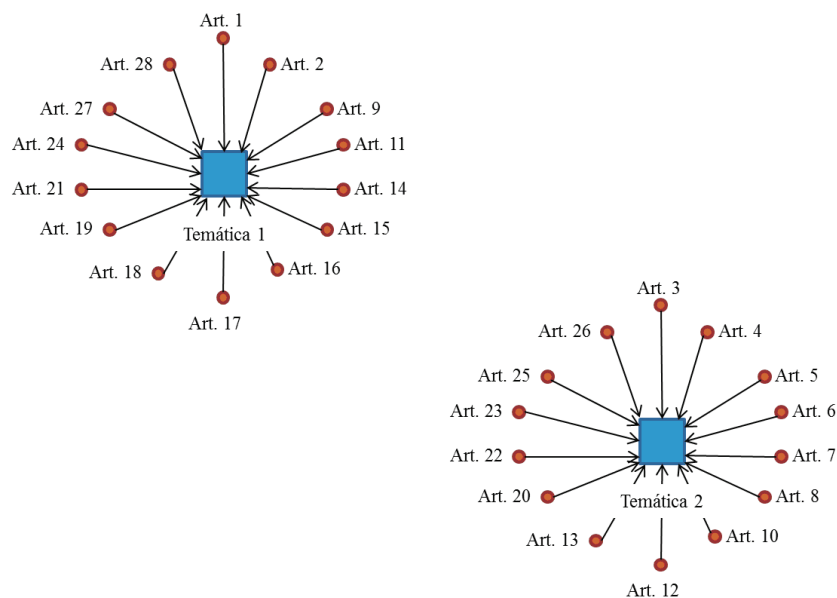 Art. 1
Art. 28
Art. 2
Art. 27
Art. 9
Art. 24
Art. 11
Art. 21
Art. 14
Art. 19
Temática 1
Art. 15
Art. 18
Art. 16
Art. 17
Art. 3
Art. 26
Art. 4
Art. 25
Art. 5
Art. 23
Art. 6
Art. 22
Art. 7
Art. 20
Temática 2
Art. 8
Art. 13
Art. 10
Art. 12